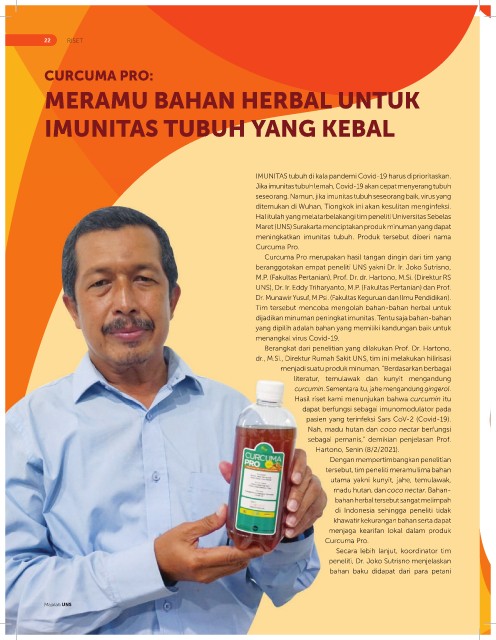 22 RISET
CURCUMA PRO:
MERAMU BAHAN HERBAL UNTUK
IMUNITAS TUBUH YANG KEBAL
IMUNITAS tubuh di kala pandemi Covid-19 harus diprioritaskan.
Jika imunitas tubuh lemah, Covid-19 akan cepat menyerang tubuh
seseorang. Namun, jika imunitas tubuh seseorang baik, virus yang
ditemukan di Wuhan, Tiongkok ini akan kesulitan menginfeksi.
Hal itulah yang melatarbelakangi tim peneliti Universitas Sebelas
Maret (UNS) Surakarta menciptakan produk minuman yang dapat
meningkatkan imunitas tubuh. Produk tersebut diberi nama
Curcuma Pro.
Curcuma Pro merupakan hasil tangan dingin dari tim yang
beranggotakan empat peneliti UNS yakni Dr. Ir. Joko Sutrisno,
M.P. (Fakultas Pertanian), Prof. Dr. dr. Hartono, M.Si. (Direktur RS
UNS), Dr. Ir. Eddy Triharyanto, M.P. (Fakultas Pertanian) dan Prof.
Dr. Munawir Yusuf, M.Psi. (Fakultas Keguruan dan Ilmu Pendidikan).
Tim tersebut mencoba mengolah bahan-bahan herbal untuk
dijadikan minuman peningkat imunitas. Tentu saja bahan-bahan
yang dipilih adalah bahan yang memiliki kandungan baik untuk
menangkal virus Covid-19.
Berangkat dari penelitian yang dilakukan Prof. Dr. Hartono,
dr., M.Si., Direktur Rumah Sakit UNS, tim ini melakukan hilirisasi
menjadi suatu produk minuman. "Berdasarkan berbagai
literatur, temulawak dan kunyit mengandung
curcumin. Sementara itu, jahe mengandung gingerol.
Hasil riset kami menunjukan bahwa curcumin itu
dapat berfungsi sebagai imunomodulator pada
pasien yang terinfeksi Sars CoV-2 (Covid-19).
Nah, madu hutan dan coco nectar berfungsi
sebagai pemanis," demikian penjelasan Prof.
Hartono, Senin (8/2/2021).
Dengan mempertimbangkan penelitian
tersebut, tim peneliti meramu lima bahan
utama yakni kunyit, jahe, temulawak,
madu hutan, dan coco nectar. Bahan-
bahan herbal tersebut sangat melimpah
di Indonesia sehingga peneliti tidak
khawatir kekurangan bahan serta dapat
menjaga kearifan lokal dalam produk
Curcuma Pro.
Secara lebih lanjut, koordinator tim
peneliti, Dr. Joko Sutrisno menjelaskan
bahan baku didapat dari para petani
CURCUMA
PRO
Majalah UNS